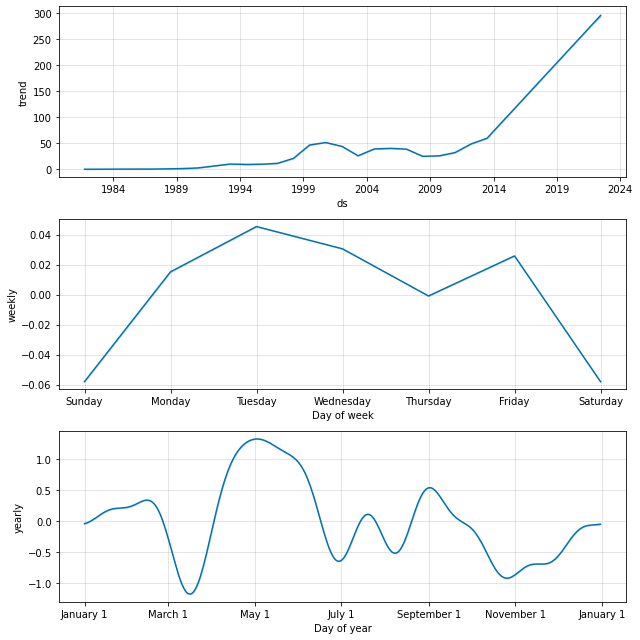 300
250
200
150
100
50
0
trend
1984 1989 1994 1999 2004 2009 2014 2019 2024
ds
0.04
0.02
0.00
−0.02
−0.04
−0.06
weekly
Sunday Monday Tuesday Wednesday Thursday Friday Saturday
Day of week
1.0
0.5
0.0
−0.5
−1.0
yearly
January 1 March 1 May 1 July 1 September 1 November 1 January 1
Day of year